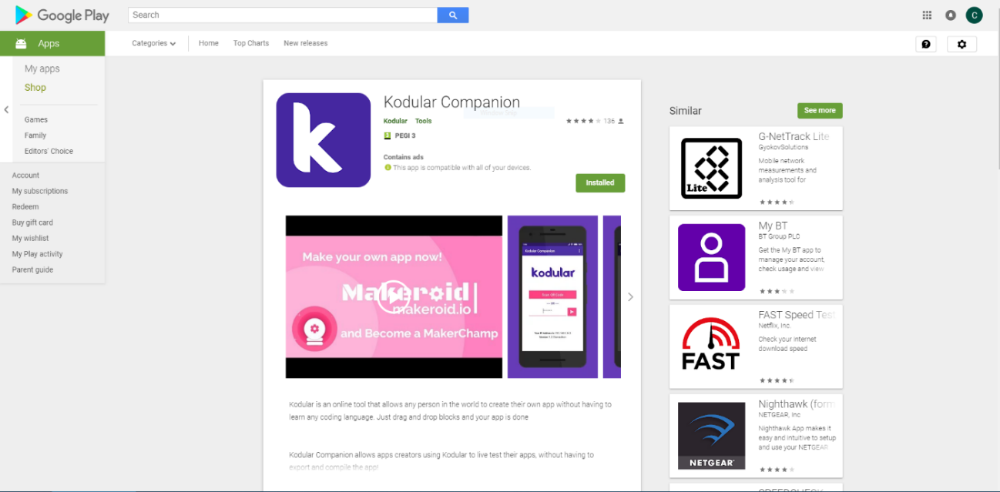 Google Play
Search
C
Apps
Categories
Home
Top Charts
New releases
My apps
Shop
Games
Family
Editors' Choice
Account
My subscriptions
Redeem
Buy gift card
My wishlist
My Play activity
Parent guide
k
Kodular Companion
Kodular Tools
136
3 PEGI 3
Contains ads
This app is compatible with all of your devices.
Installed
Make your own app now!
Makeroid
makeroid.io
and Become a MakerChamp
Kodular Companion
kodular
Kodular is an online tool that allows any person in the world to create their own app without having to
learn any coding language. Just drag and drop blocks and your app is done
Kodular Companion allows apps creators using Kodular to live test their apps, without having to
export and compile the app!
Similar
See more
Lite
G-NetTrack Lite
GyokovSolutions
Mobile network
measurements and
analysis tool for
My BT
BT Group PLC
Get the My BT app to
manage your account,
check usage and view
FAST
FAST Speed Test
Netflix, Inc.
Check your internet
download speed
NETGEAR
Nighthawk (form
NETGEAR, Inc
Nighthawk App makes it
easy and intuitive to setup
and use your NETGEAR
SPEEDCHECK